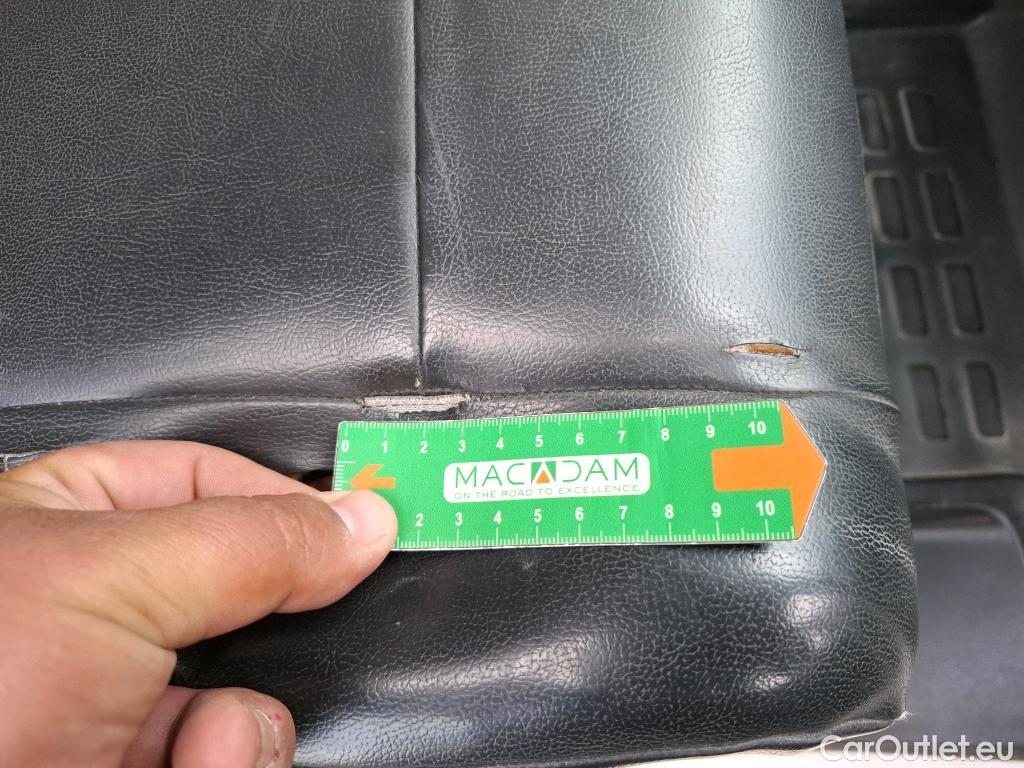 0 1 2 3 4 5 6 7 8 9 10
MACADAM
ON THE ROAD TO EXCELLENCE
2 3 4 5 6 7 8 9 10
CarOutlet.eu